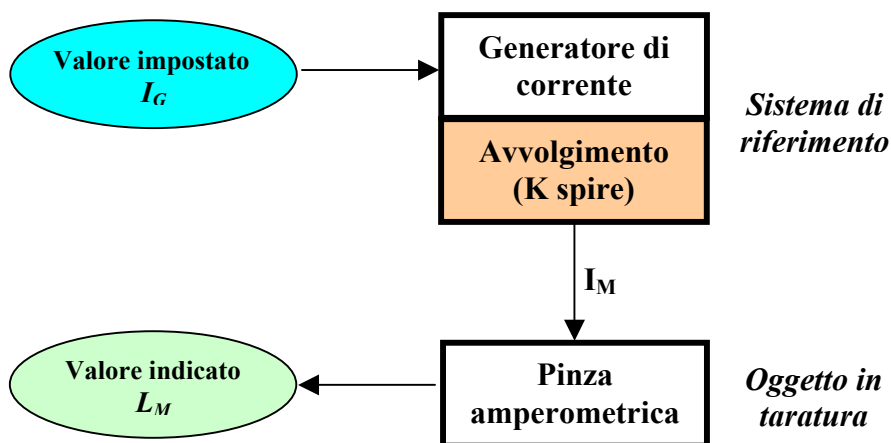 Valore impostato
I_G
Generatore di
corrente
Sistema di
riferimento
Avvolgimento
(K spire)
I_M
Valore indicato
L_M
Pinza
amperometrica
Oggetto in
taratura